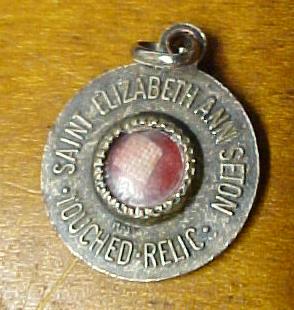 · SAINT ELIZABETH ANN SETON ·
TOUCHED · RELIC